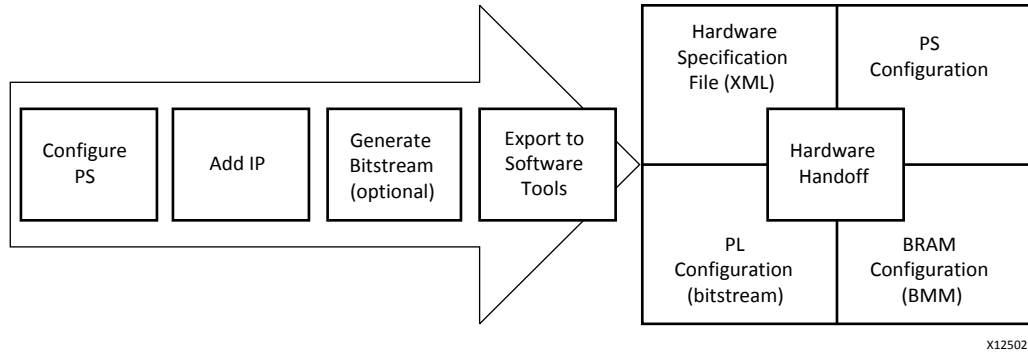 Configure
PS
Add IP
Generate
Bitstream
(optional)
Export to
Software
Tools
Hardware
Specification
File (XML)
PS
Configuration
Hardware
Handoff
PL
Configuration
(bitstream)
BRAM
Configuration
(BMM)
X12502